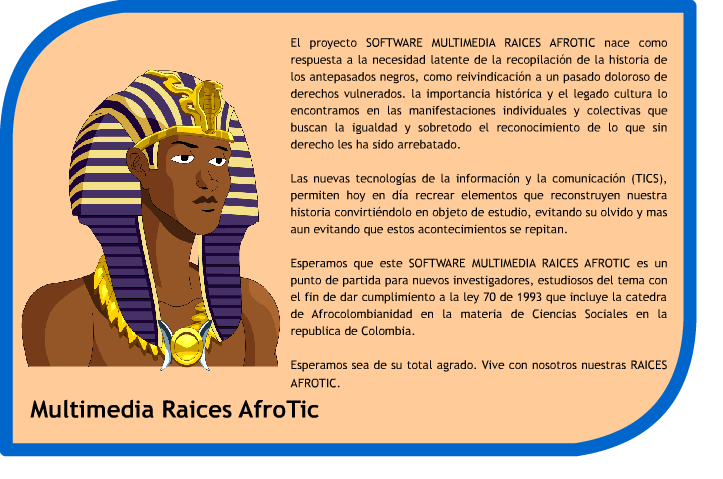 El proyecto SOFTWARE MULTIMEDIA RAICES AFROTIC nace como
respuesta a la necesidad latente de la recopilación de la historia de
los antepasados negros, como reivindicación a un pasado doloroso de
derechos vulnerados. la importancia histórica y el legado cultura lo
encontramos en las manifestaciones individuales y colectivas que
buscan la igualdad y sobretodo el reconocimiento de lo que sin
derecho les ha sido arrebatado.
Las nuevas tecnologías de la información y la comunicación (TICS),
permiten hoy en día recrear elementos que reconstruyen nuestra
historia convirtiéndolo en objeto de estudio, evitando su olvido y mas
aun evitando que estos acontecimientos se repitan.
Esperamos que este SOFTWARE MULTIMEDIA RAICES AFROTIC es un
punto de partida para nuevos investigadores, estudiosos del tema con
el fin de dar cumplimiento a la ley 70 de 1993 que incluye la catedra
de Afrocolombianidad en la materia de Ciencias Sociales en la
republica de Colombia.
Esperamos sea de su total agrado. Vive con nosotros nuestras RAICES
AFROTIC.
Multimedia Raices AfroTic